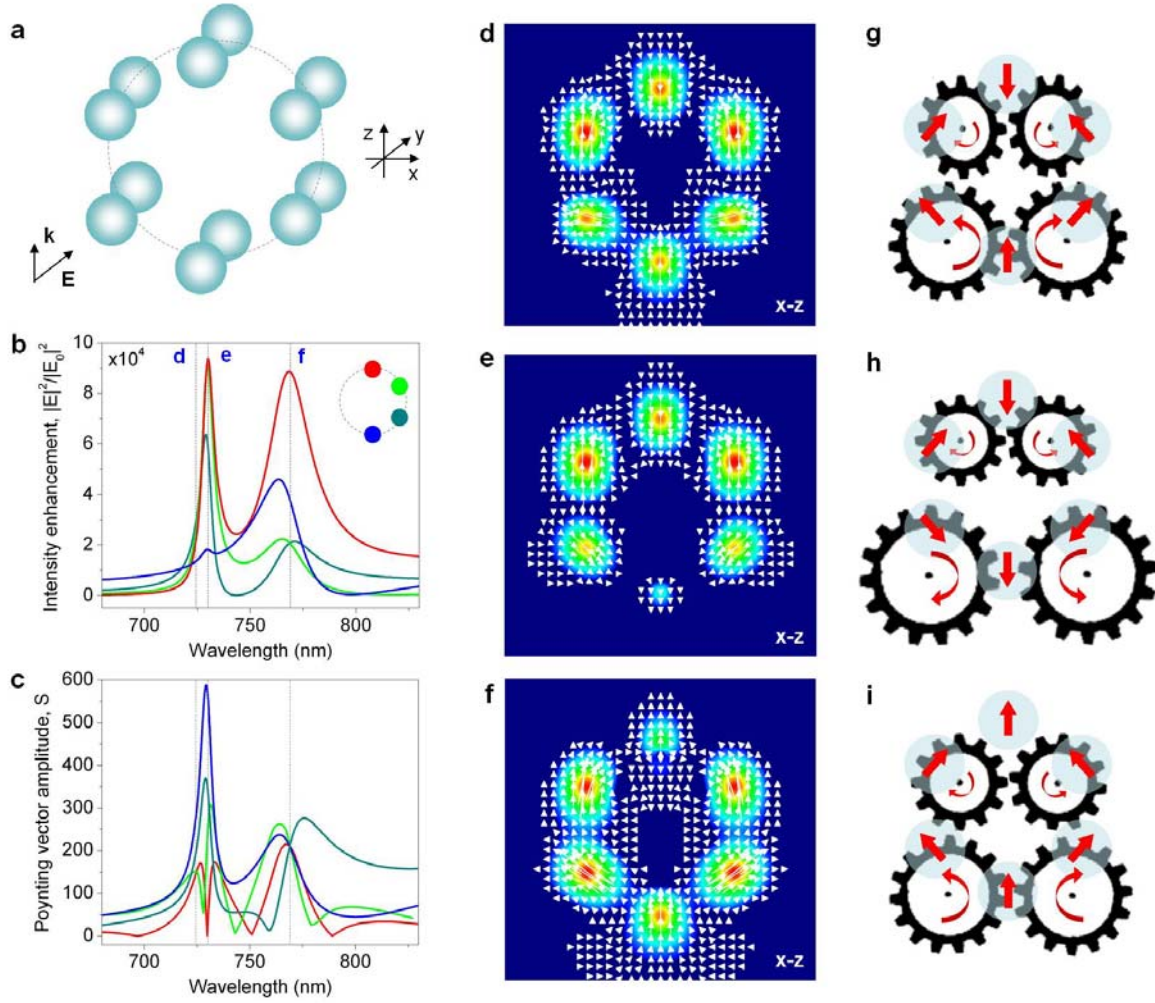 a
z
y
x
k
E
b
x10⁴
d
e
f
Intensity enhancement, |E|²/|E₀|²
10
8
6
4
2
0
700
750
800
Wavelength (nm)
c
Poynting vector amplitude, S
600
500
400
300
200
100
0
700
750
800
Wavelength (nm)
d
x-z
e
x-z
f
x-z
g
h
i